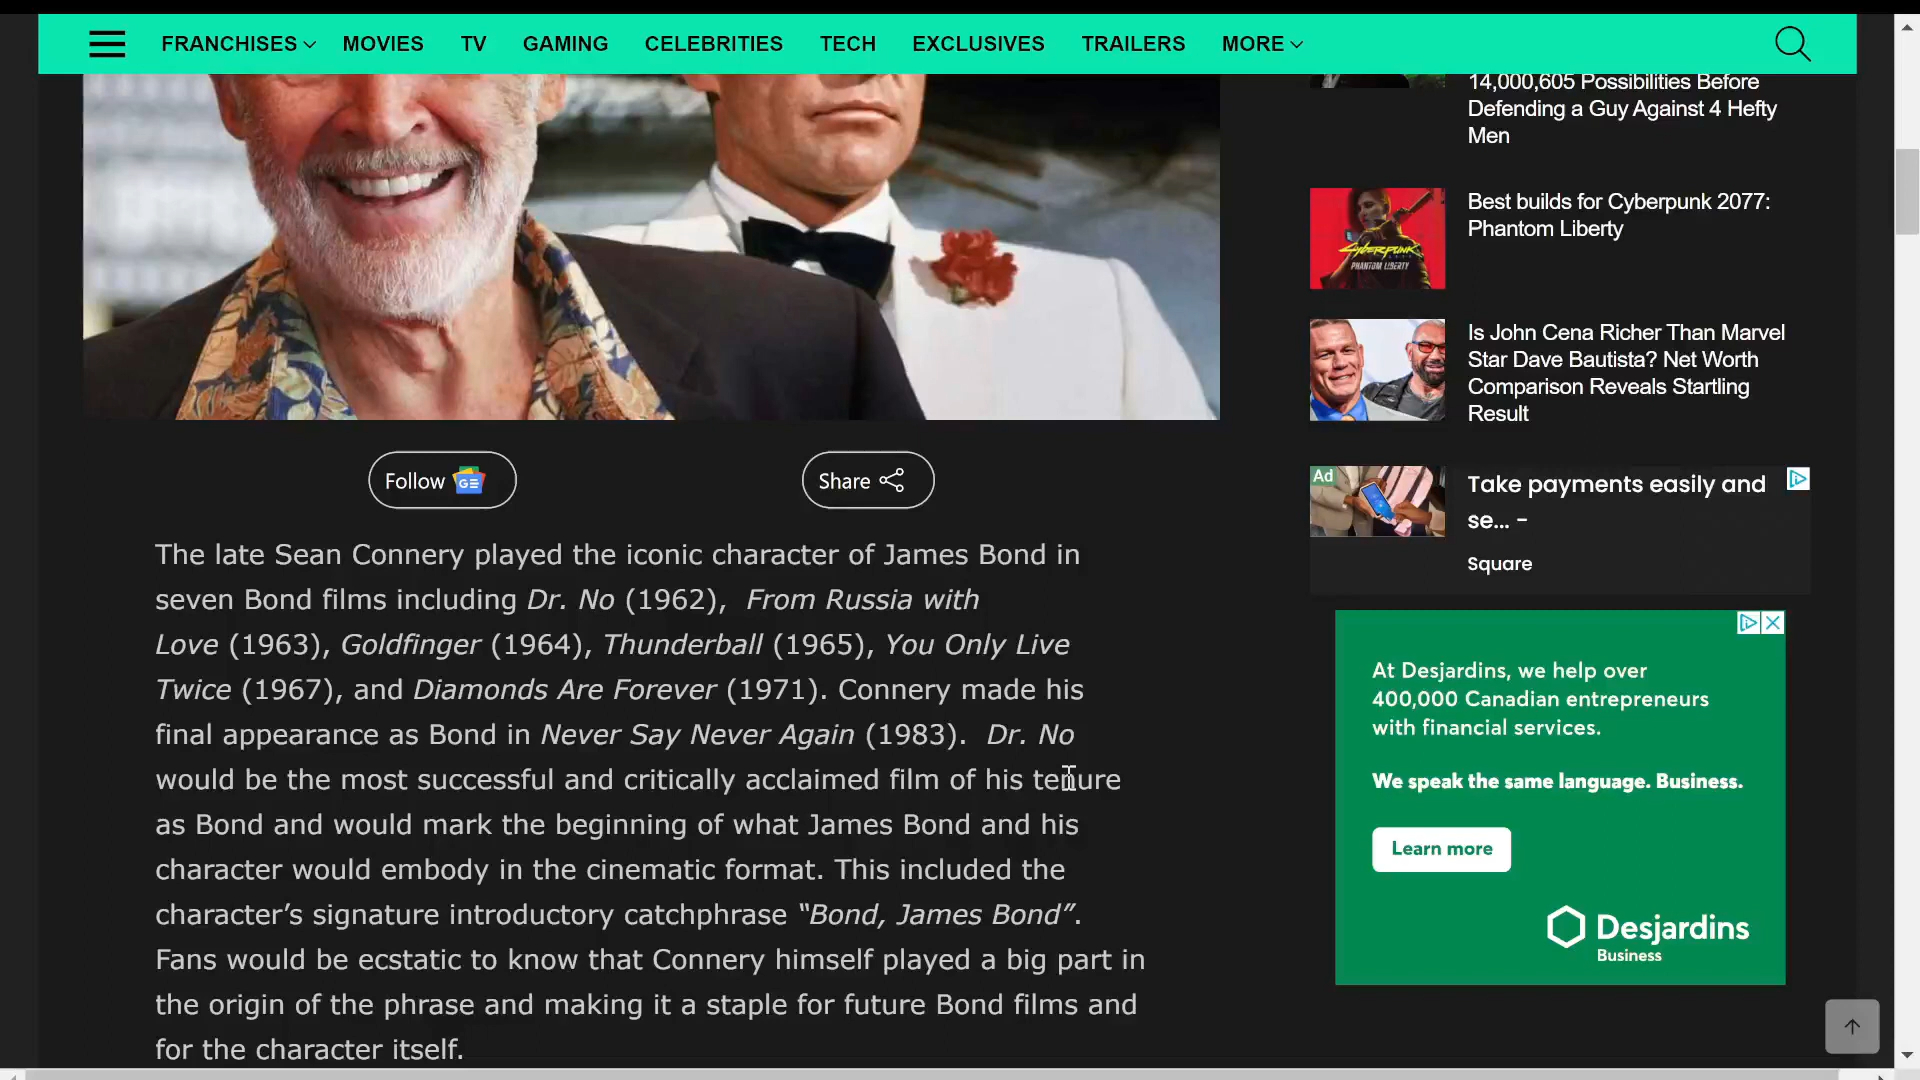 FRANCHISES MOVIES TV GAMING CELEBRITIES TECH EXCLUSIVES TRAILERS MORE
Follow GE
Share
The late Sean Connery played the iconic character of James Bond in
seven Bond films including Dr. No (1962), From Russia with
Love (1963), Goldfinger (1964), Thunderball (1965), You Only Live
Twice (1967), and Diamonds Are Forever (1971). Connery made his
final appearance as Bond in Never Say Never Again (1983). Dr. No
would be the most successful and critically acclaimed film of his tenure
as Bond and would mark the beginning of what James Bond and his
character would embody in the cinematic format. This included the
character’s signature introductory catchphrase “Bond, James Bond”.
Fans would be ecstatic to know that Connery himself played a big part in
the origin of the phrase and making it a staple for future Bond films and
for the character itself.
14,000,605 Possibilities Before
Defending a Guy Against 4 Hefty
Men
Cyberpunk
PHANTOM LIBERTY
Best builds for Cyberpunk 2077:
Phantom Liberty
Is John Cena Richer Than Marvel
Star Dave Bautista? Net Worth
Comparison Reveals Startling
Result
Ad
Take payments easily and
se... -
Square
At Desjardins, we help over
400,000 Canadian entrepreneurs
with financial services.
We speak the same language. Business.
Learn more
Desjardins
Business